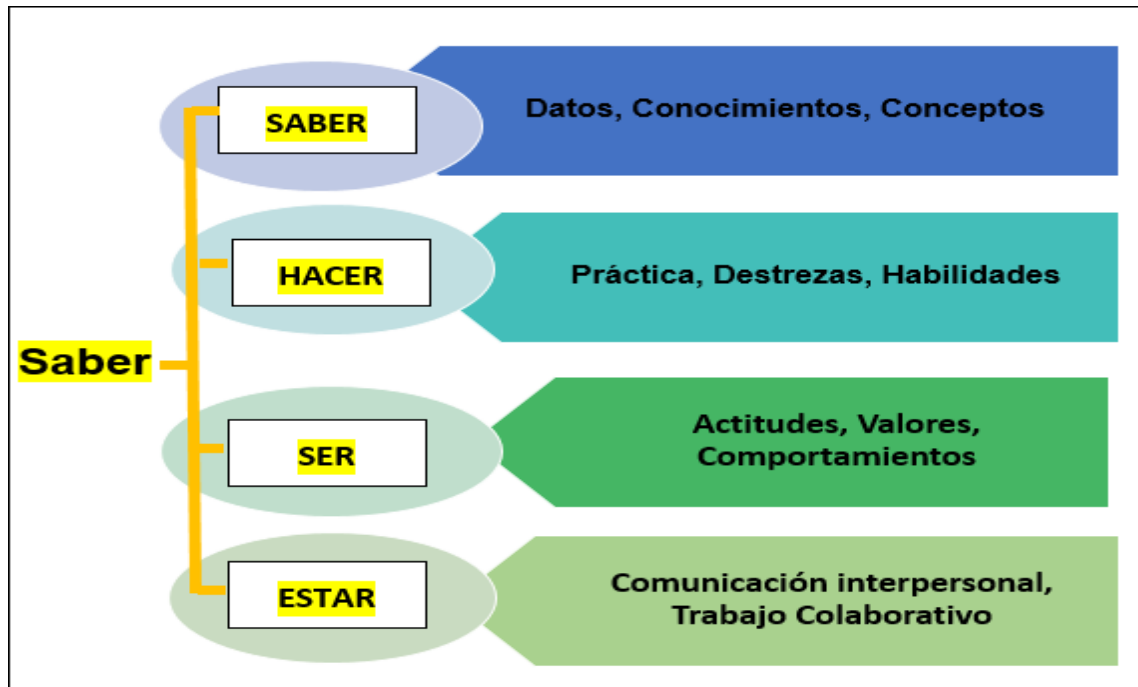 Saber
SABER
Datos, Conocimientos, Conceptos
HACER
Práctica, Destrezas, Habilidades
SER
Actitudes, Valores,
Comportamientos
ESTAR
Comunicación interpersonal,
Trabajo Colaborativo